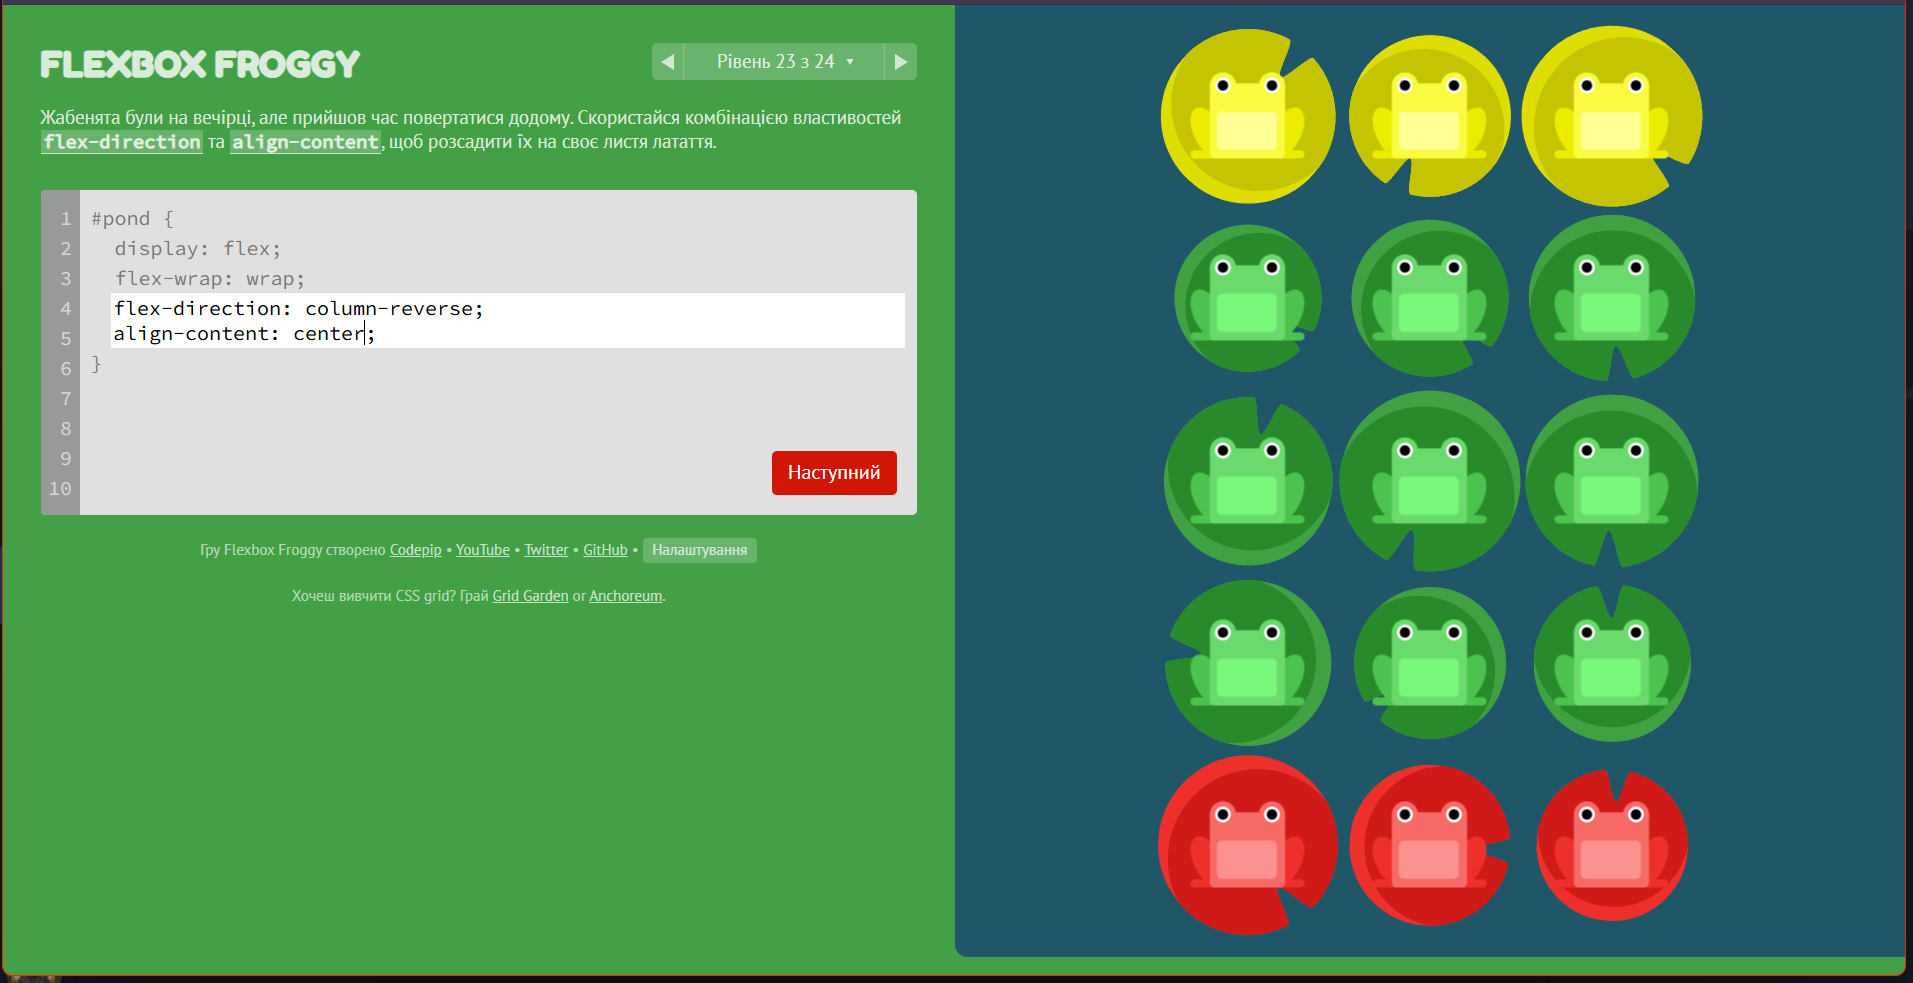 FLEXBOX FROGGY
◀ Рівень 23 з 24 ▼ ▶
Жабенята були на вечірці, але прийшов час повертатися додому. Скористайся комбінацією властивостей
flex-direction та align-content, щоб розсадити їх на своє листя латаття.
1 #pond {
2 display: flex;
3 flex-wrap: wrap;
4 flex-direction: column-reverse;
5 align-content: center;
6 }
7
8
9
10
Наступний
Гру Flexbox Froggy створено Codepip • YouTube • Twitter • GitHub • Налаштування
Хочеш вивчити CSS grid? Грай Grid Garden or Anchoreum.